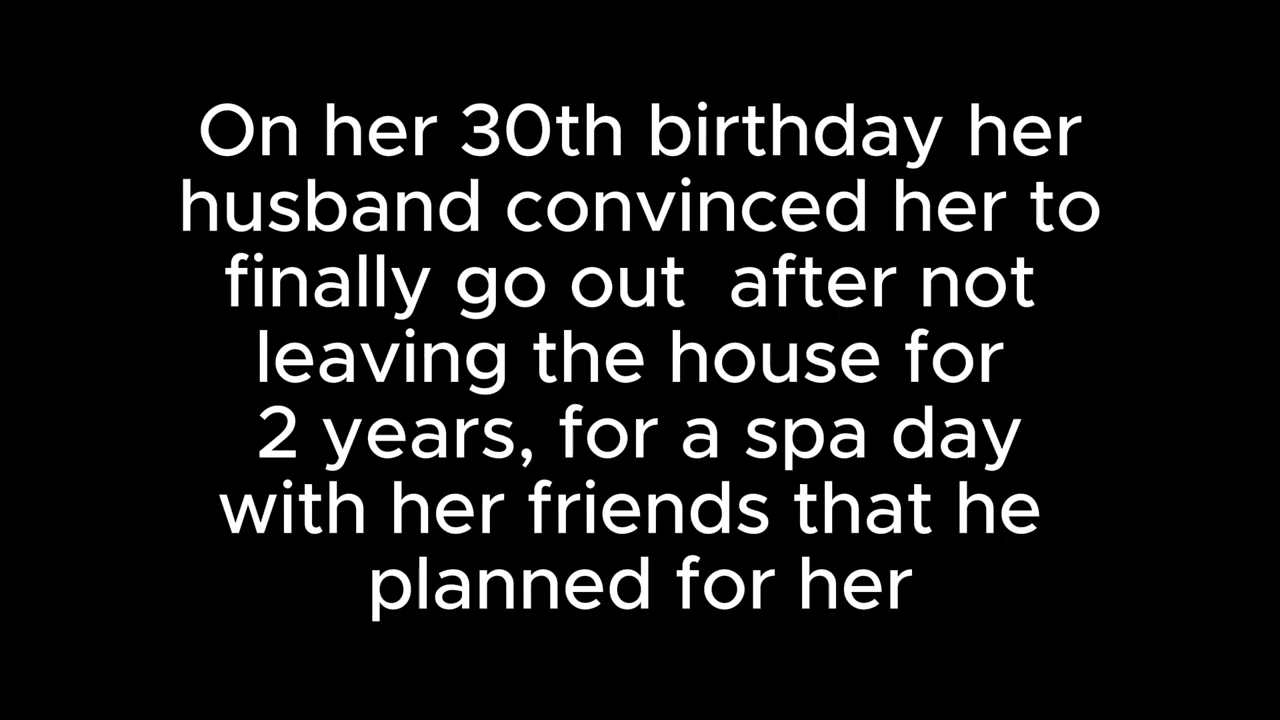 On her 30th birthday her
husband convinced her to
finally go out  after not
leaving the house for
2 years, for a spa day
with her friends that he
planned for her